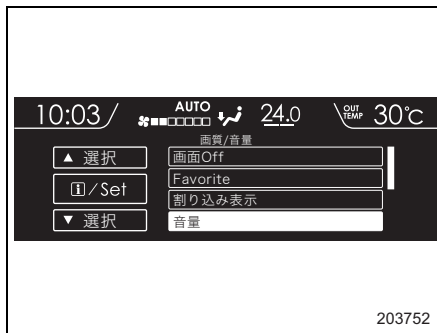 10:03 AUTO 24.0 OUT TEMP 30℃
画質/音量
▲ 選択
i/Set
▼ 選択
画面Off
Favorite
割り込み表示
音量
203752